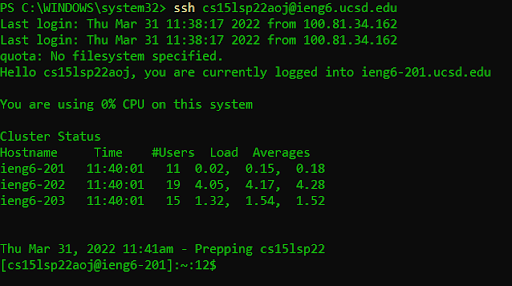 PS C:\WINDOWS\system32> ssh cs15lsp22aoj@ieng6.ucsd.edu
Last login: Thu Mar 31 11:38:17 2022 from 100.81.34.162
Last login: Thu Mar 31 11:38:17 2022 from 100.81.34.162
quota: No filesystem specified.
Hello cs15lsp22aoj, you are currently logged into ieng6-201.ucsd.edu
You are using 0% CPU on this system
Cluster Status
Hostname     Time    #Users  Load  Averages
ieng6-201   11:40:01   11  0.02,  0.15,  0.18
ieng6-202   11:40:01   19  4.05,  4.17,  4.28
ieng6-203   11:40:01   15  1.32,  1.54,  1.52
Thu Mar 31, 2022 11:41am - Prepping cs15lsp22
[cs15lsp22aoj@ieng6-201]:~:12$